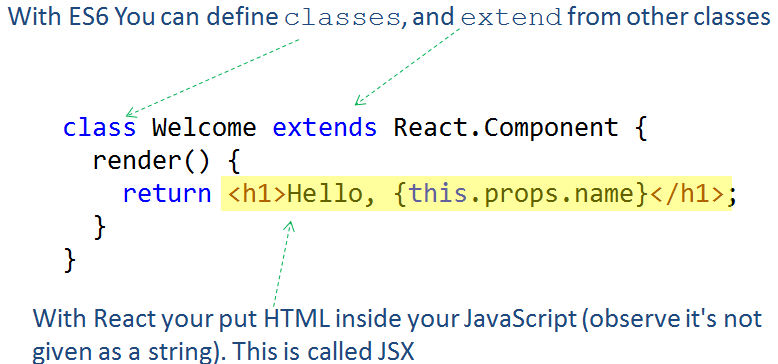 With ES6 You can define classes, and extend from other classes
class Welcome extends React.Component {
render() {
return <h1>Hello, {this.props.name}</h1>;
}
}
With React your put HTML inside your JavaScript (observe it's not
given as a string). This is called JSX